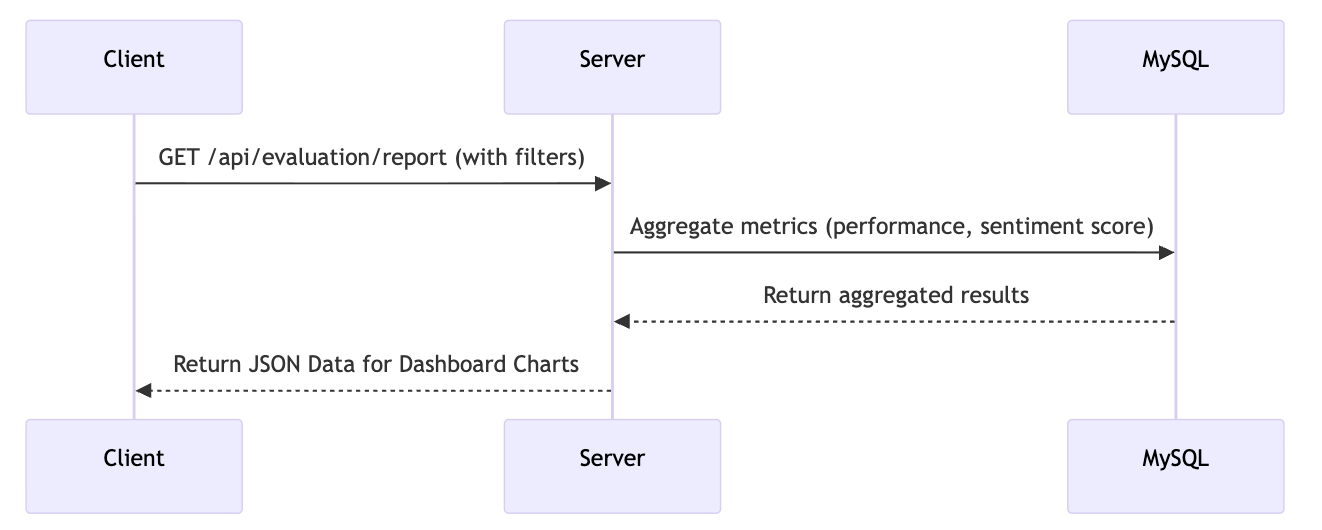 Client
Server
MySQL
GET /api/evaluation/report (with filters)
Aggregate metrics (performance, sentiment score)
Return aggregated results
Return JSON Data for Dashboard Charts
Client
Server
MySQL